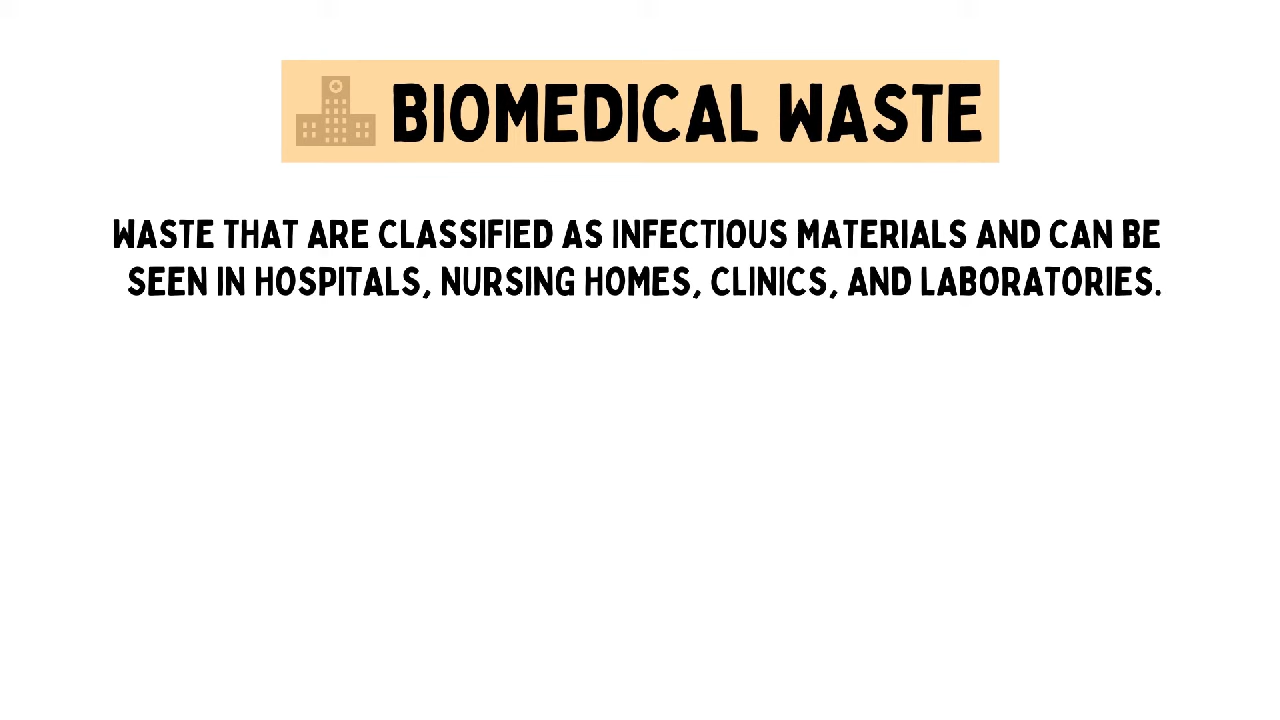 BIOMEDICAL WASTE
WASTE THAT ARE CLASSIFIED AS INFECTIOUS MATERIALS AND CAN BE
SEEN IN HOSPITALS, NURSING HOMES, CLINICS, AND LABORATORIES.